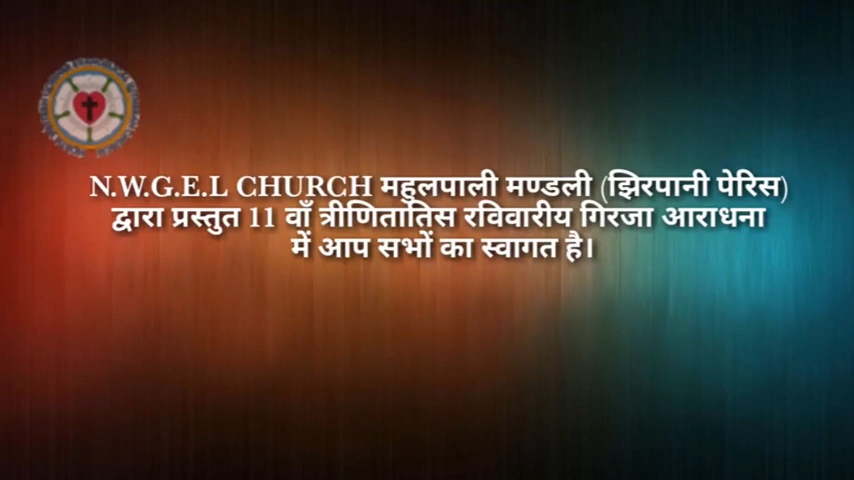 N.W.G.E.L CHURCH महुलपाली मण्डली (झिरपानी पेरिस)
द्वारा प्रस्तुत 11 वाँ त्रीणितातिस रविवारीय गिरजा आराधना
में आप सभों का स्वागत है।